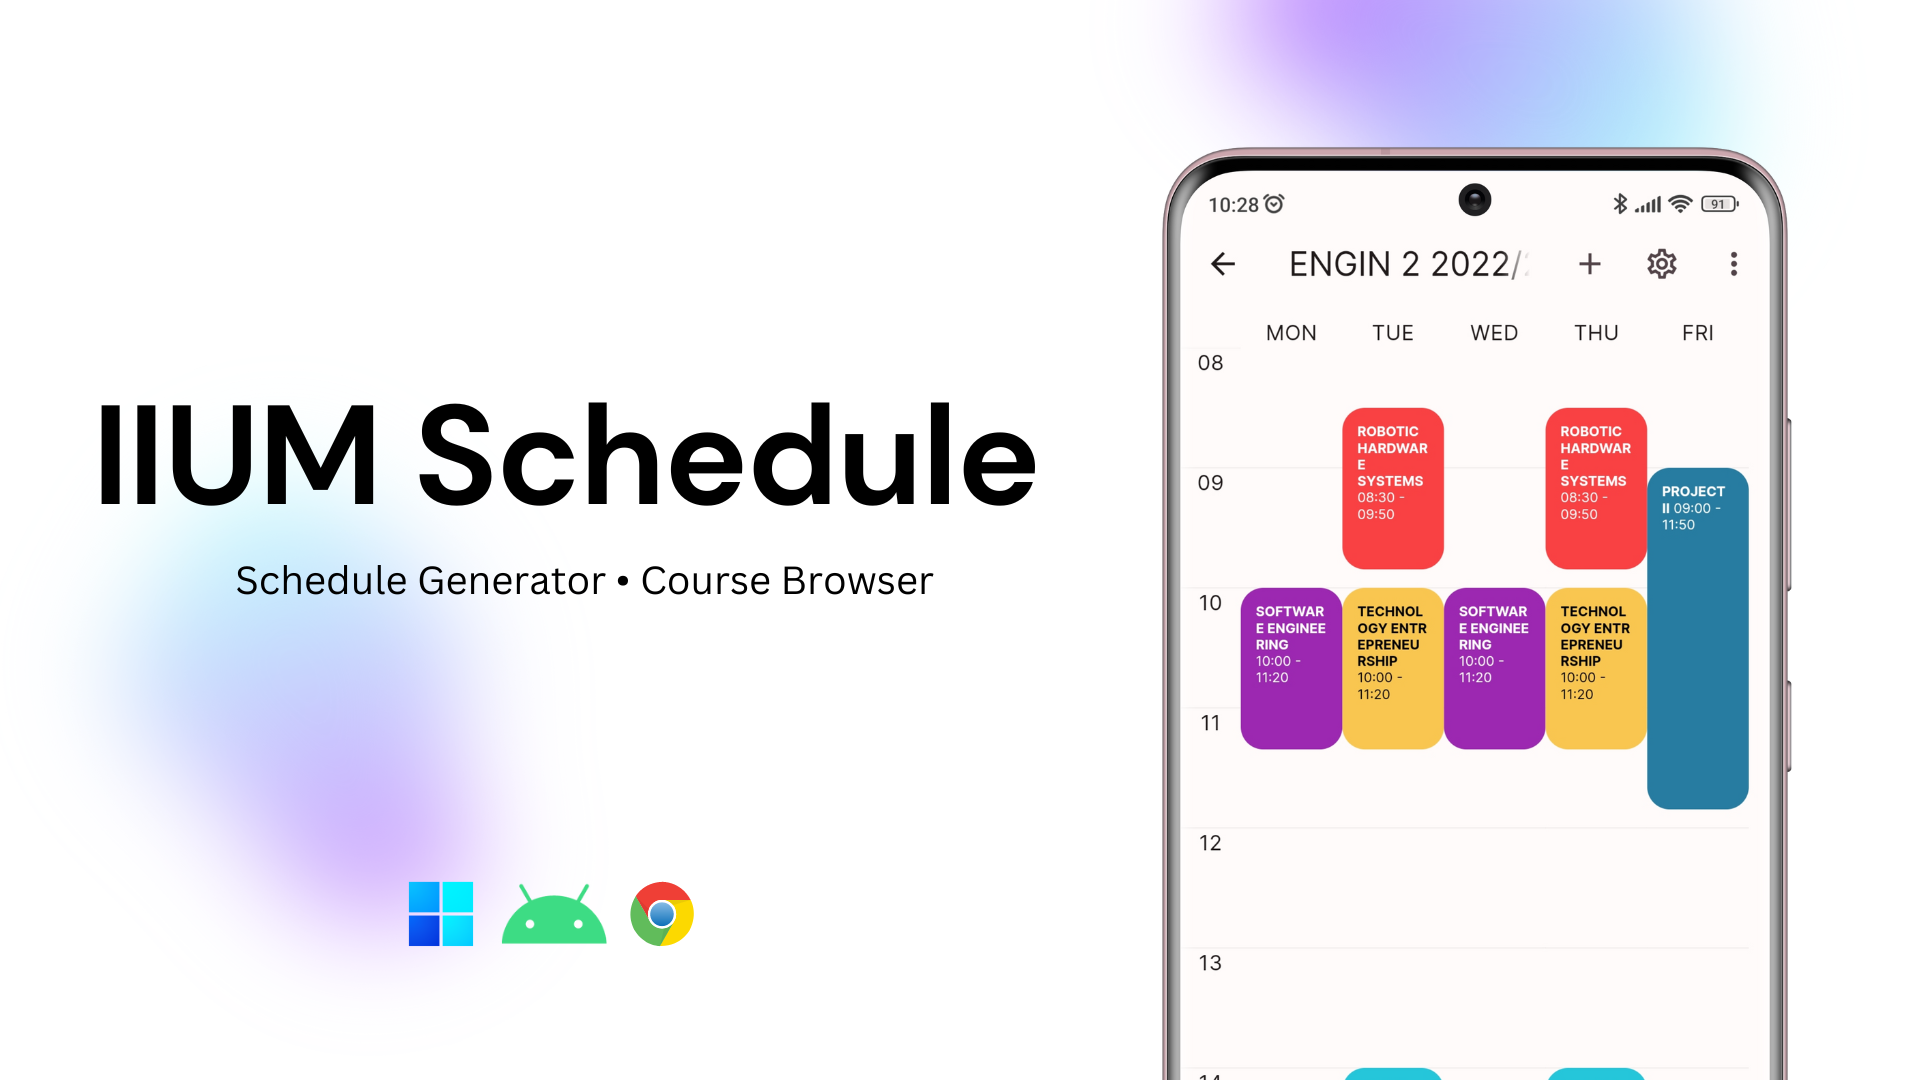 IIUM Schedule
Schedule Generator • Course Browser
10:28
91
ENGIN 2 2022/
MON TUE WED THU FRI
08
09
10
11
12
13
ROBOTIC
HARDWAR
E
SYSTEMS
08:30 -
09:50
ROBOTIC
HARDWAR
E
SYSTEMS
08:30 -
09:50
PROJECT
II 09:00 -
11:50
SOFTWAR
E ENGINEE
RING
10:00 -
11:20
TECHNOL
OGY ENTR
EPRENEU
RSHIP
10:00 -
11:20
SOFTWAR
E ENGINEE
RING
10:00 -
11:20
TECHNOL
OGY ENTR
EPRENEU
RSHIP
10:00 -
11:20